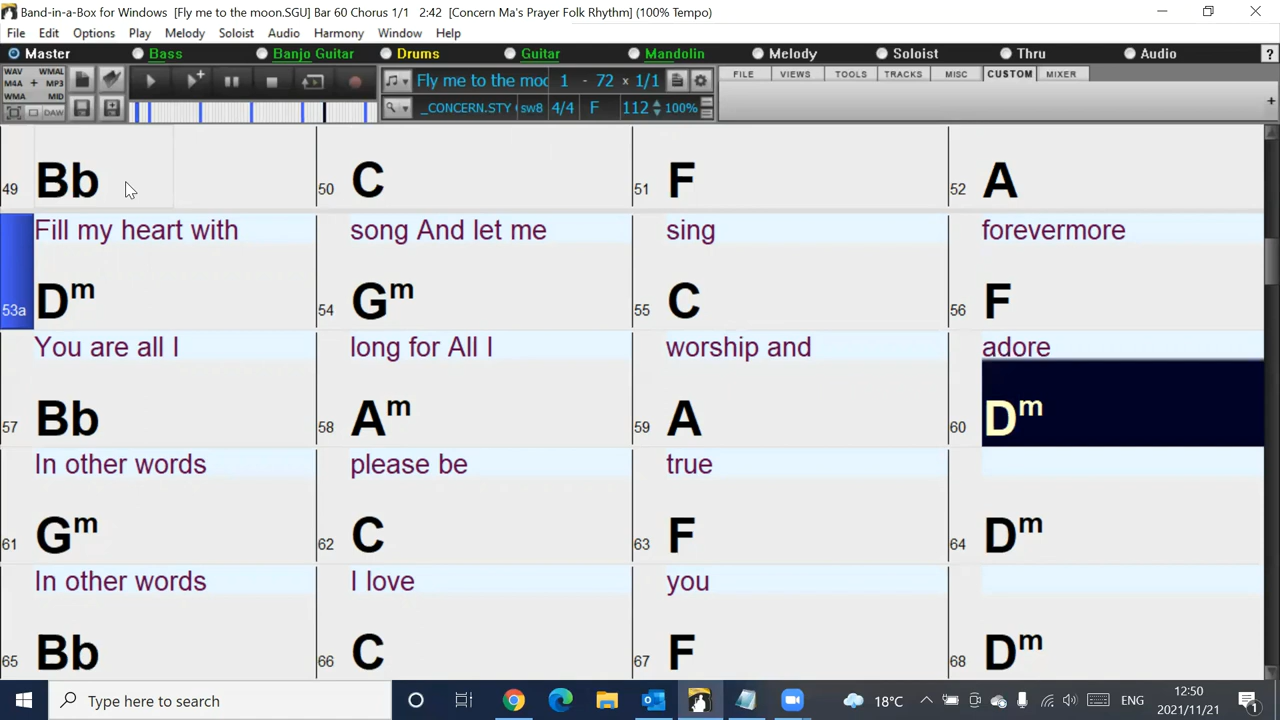 Band-in-a-Box for Windows [Fly me to the moon.SGU] Bar 60 Chorus 1/1 2:42 [Concern Ma's Prayer Folk Rhythm] (100% Tempo)
File Edit Options Play Melody Soloist Audio Harmony Window Help
Master Bass Banjo Guitar Drums Guitar Mandolin Melody Soloist Thru Audio ?
WAV WMAL
M4A + MP3
WMA MID
DAW
Fly me to the moo 1 - 72 x 1/1
_CONCERN.STY sw8 4/4 F 112 100%
FILE VIEWS TOOLS TRACKS MISC CUSTOM MIXER
+
49 Bb 50 C 51 F 52 A
Fill my heart with song And let me sing forevermore
53a Dm 54 Gm 55 C 56 F
You are all I long for All I worship and adore
57 Bb 58 Am 59 A 60 Dm
In other words please be true
61 Gm 62 C 63 F 64 Dm
In other words I love you
65 Bb 66 C 67 F 68 Dm
Type here to search 18°C ENG 12:50
2021/11/21 1